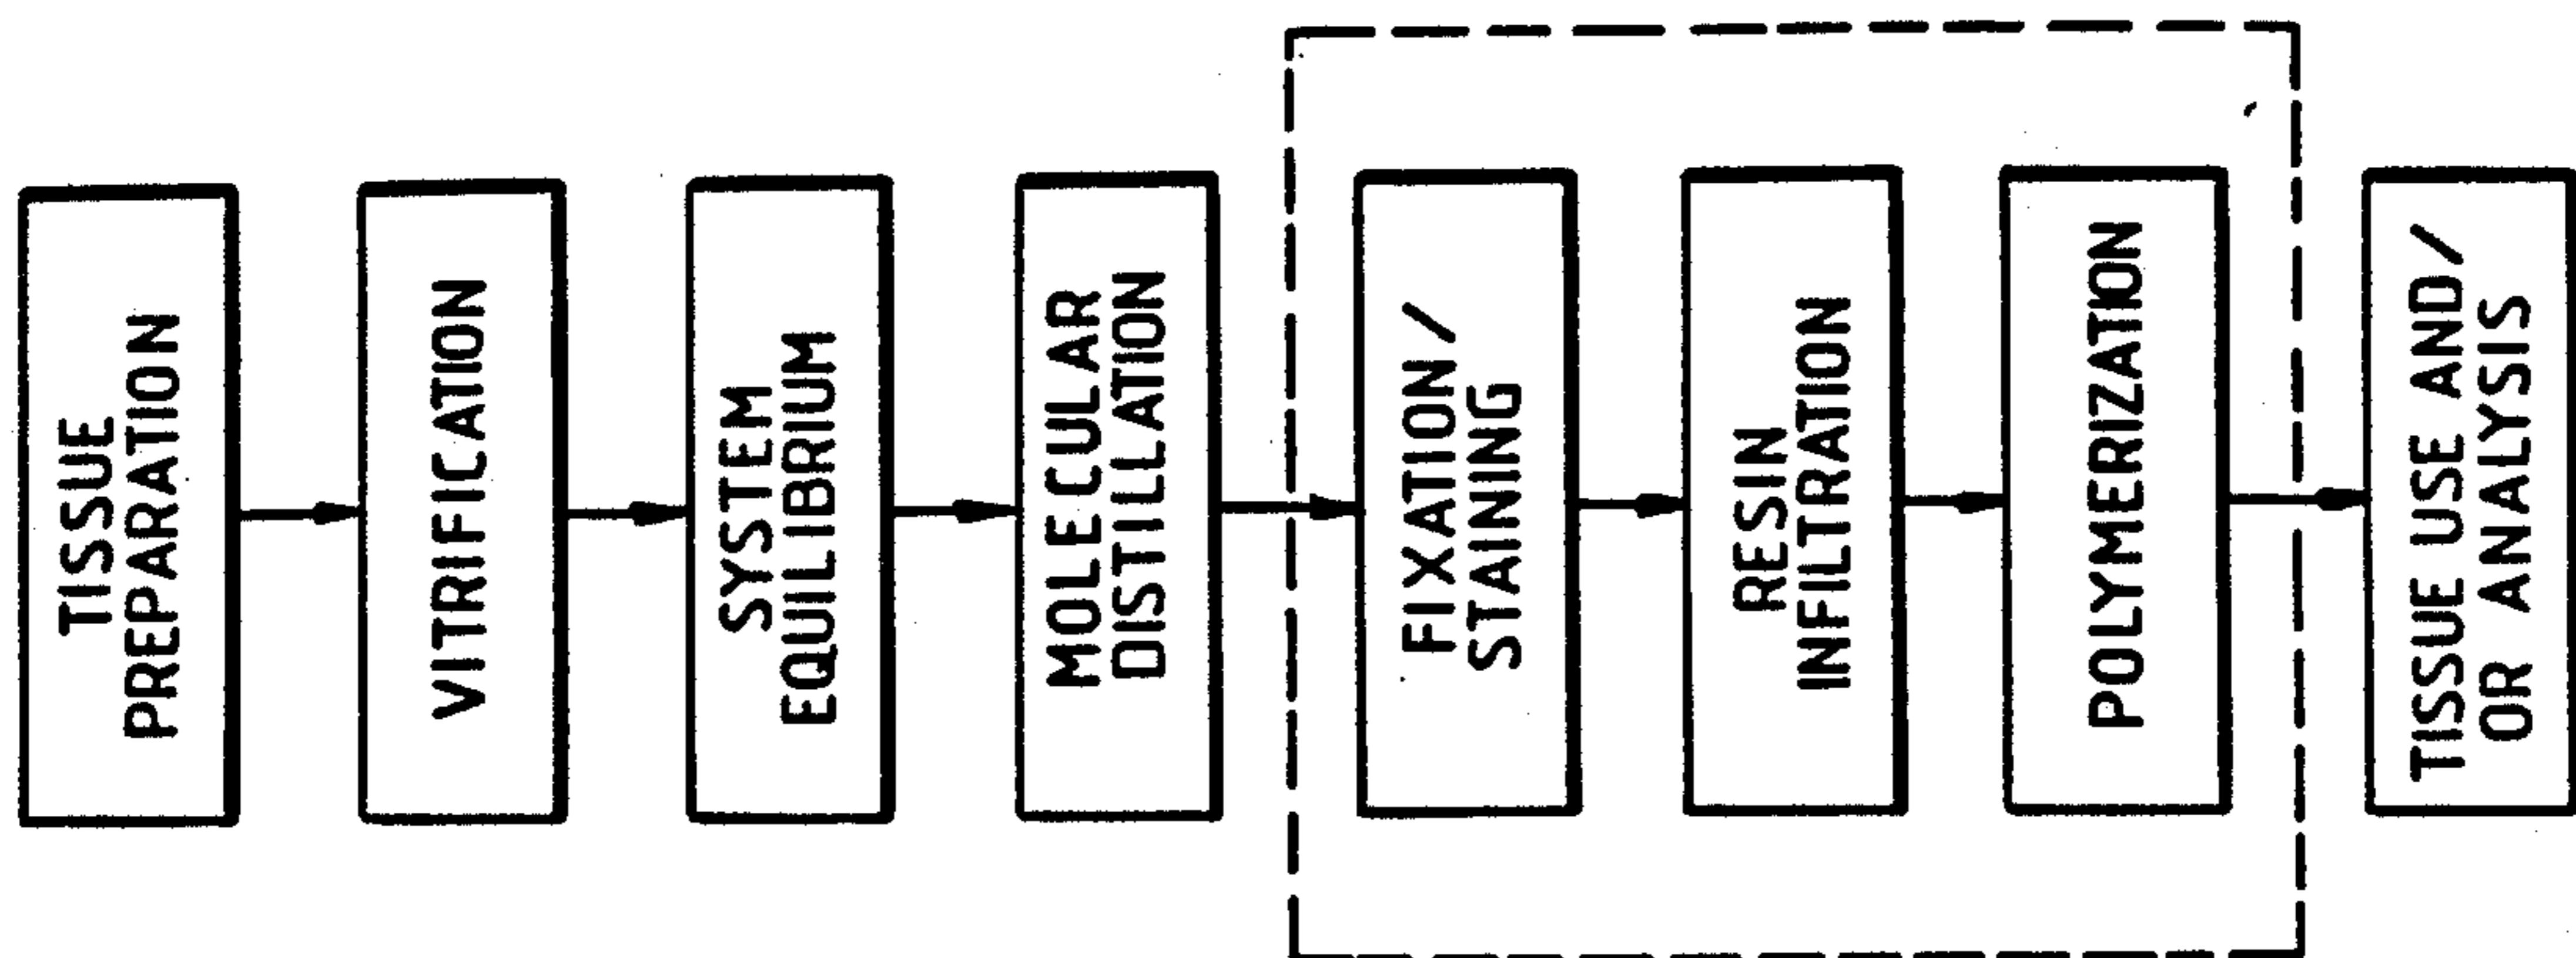 TISSUE
PREPARATION
VITRIFICATION
SYSTEM
EQUILIBRIUM
MOLECULAR
DISTILLATION
FIXATION/
STAINING
RESIN
INFILTRATION
POLYMERIZATION
TISSUE USE AND/
OR ANALYSIS